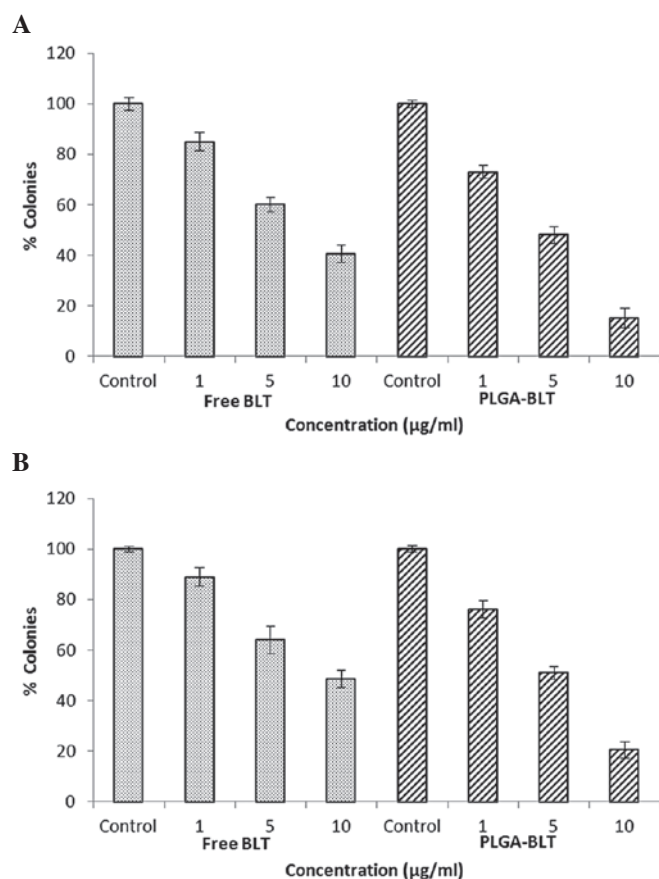 A
120
100
80
60
40
20
0
% Colonies
Control 1 5 10 Control 1 5 10
Free BLT PLGA-BLT
Concentration (µg/ml)
B
120
100
80
60
40
20
0
% Colonies
Control 1 5 10 Control 1 5 10
Free BLT PLGA-BLT
Concentration (µg/ml)